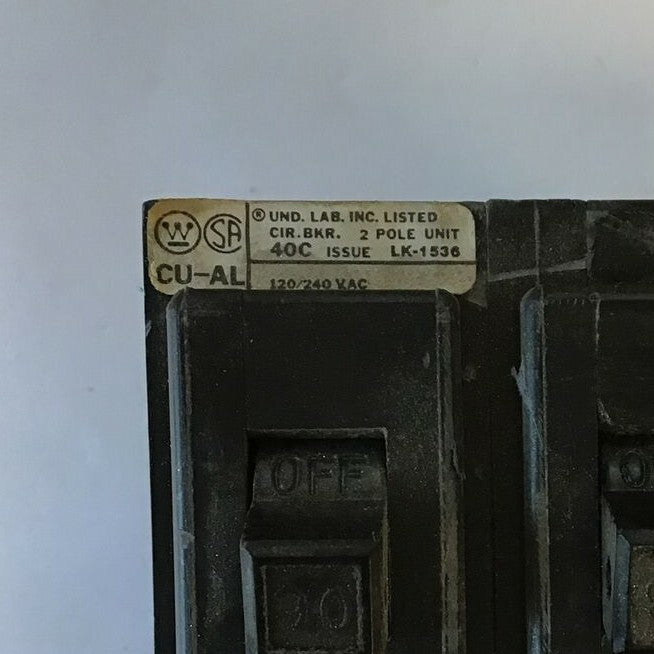 W SA
® UND. LAB. INC. LISTED
CIR.BKR. 2 POLE UNIT
40C ISSUE LK-1536
CU-AL
120/240 VAC
OFF